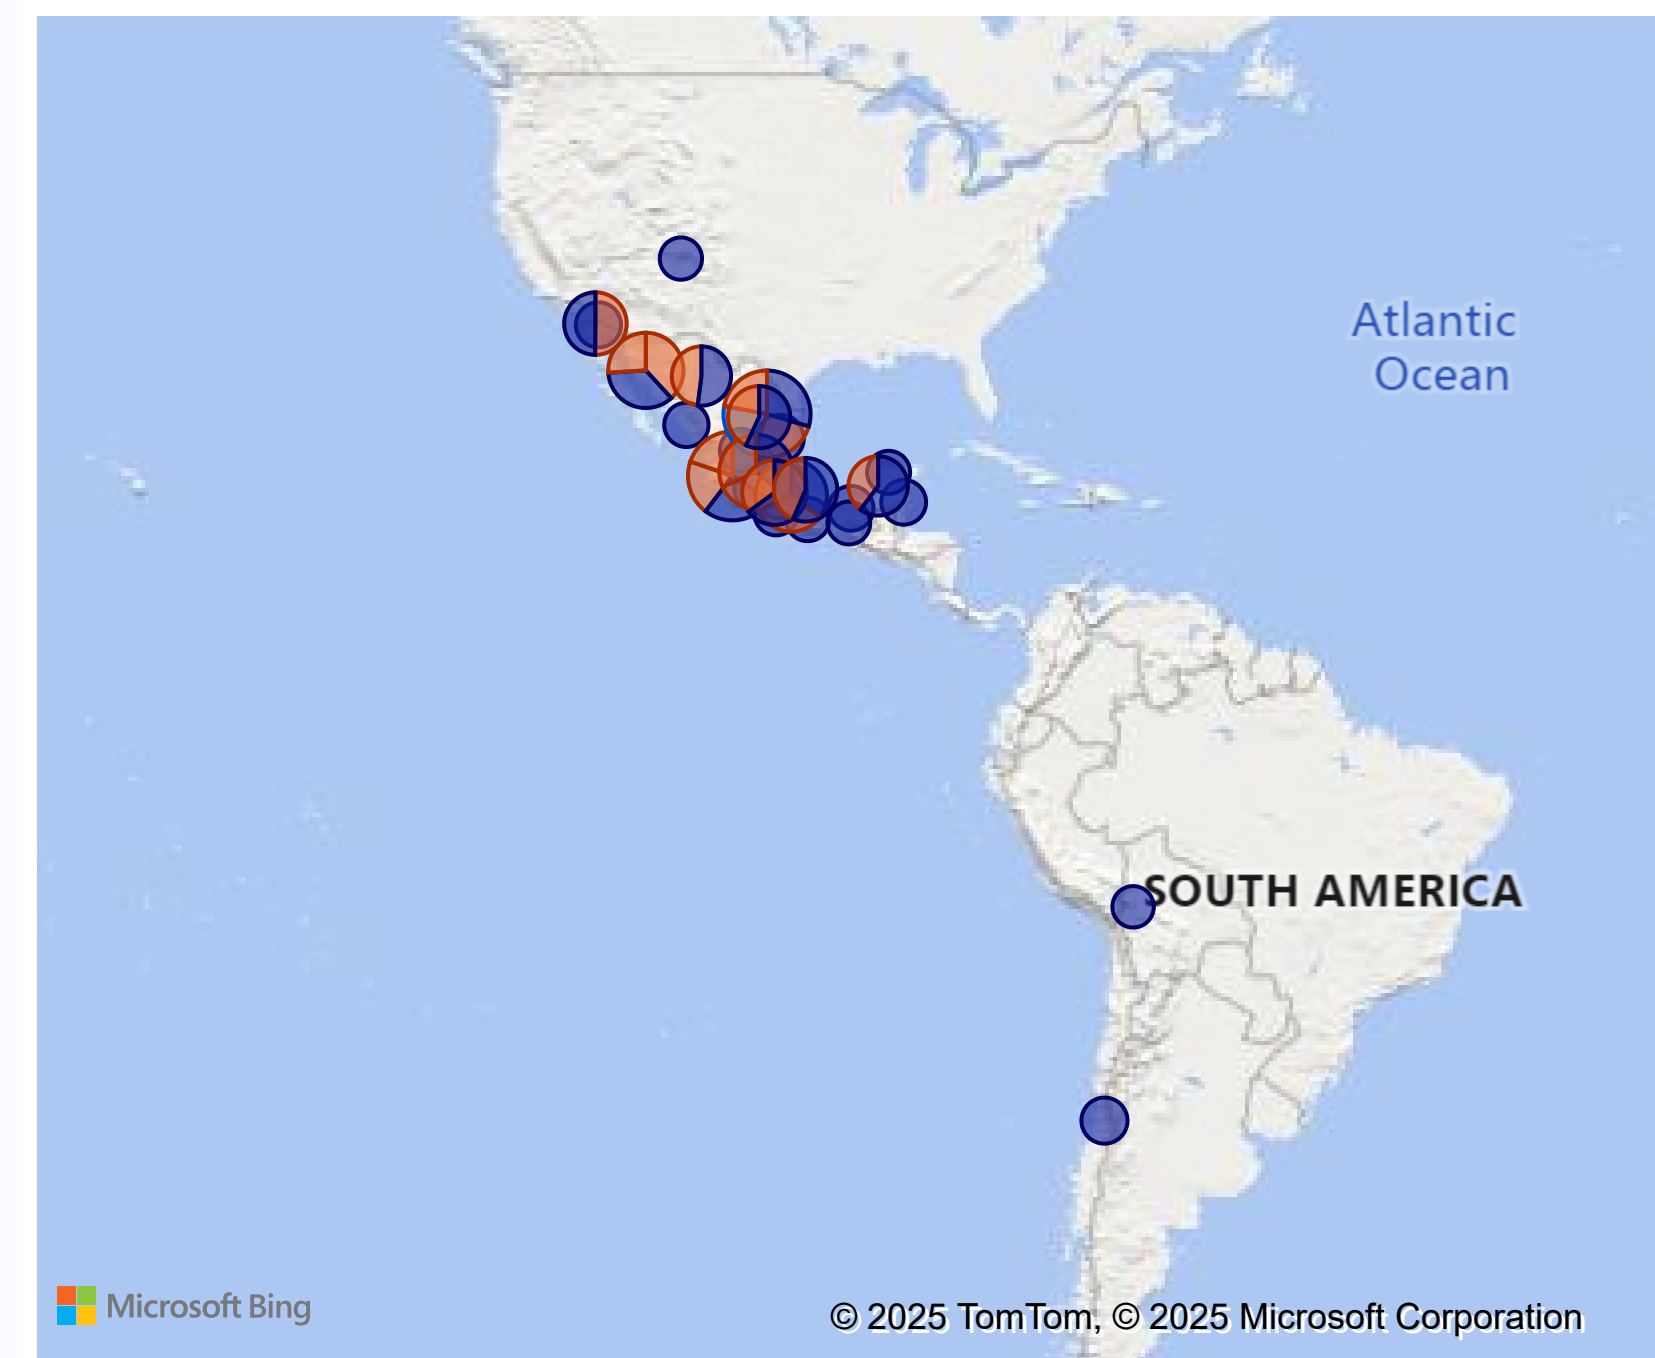 Atlantic
Ocean
SOUTH AMERICA
Microsoft Bing
© 2025 TomTom, © 2025 Microsoft Corporation